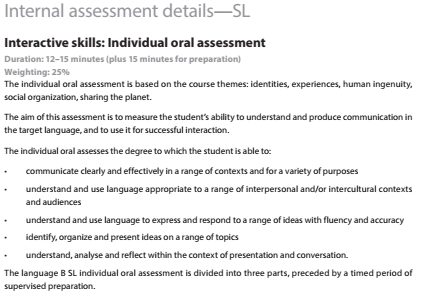 Internal assessment details—SL
Interactive skills: Individual oral assessment
Duration: 12–15 minutes (plus 15 minutes for preparation)
Weighting: 25%
The individual oral assessment is based on the course themes: identities, experiences, human ingenuity,
social organization, sharing the planet.
The aim of this assessment is to measure the student's ability to understand and produce communication in
the target language, and to use it for successful interaction.
The individual oral assesses the degree to which the student is able to:
• communicate clearly and effectively in a range of contexts and for a variety of purposes
• understand and use language appropriate to a range of interpersonal and/or intercultural contexts
and audiences
• understand and use language to express and respond to a range of ideas with fluency and accuracy
• identify, organize and present ideas on a range of topics
• understand, analyse and reflect within the context of presentation and conversation.
The language B SL individual oral assessment is divided into three parts, preceded by a timed period of
supervised preparation.